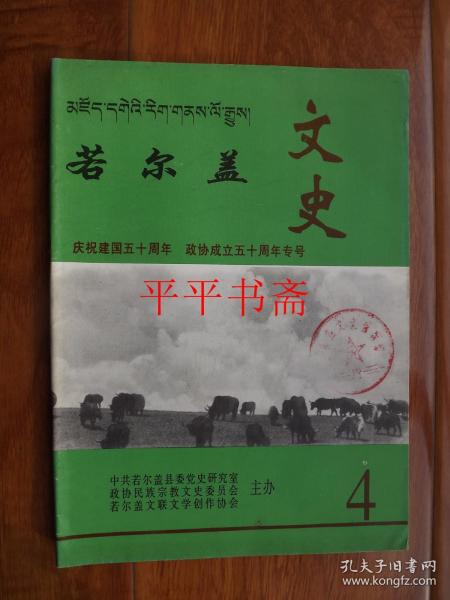 མཛོད་དགེའི་རིག་གནས་ལོ་རྒྱུས།
若尔盖
文史
庆祝建国五十周年 政协成立五十周年专号
平平书斋
中共若尔盖县委党史研究室
政协民族宗教文史委员会
若尔盖文联文学创作协会
主办
4
孔夫子旧书网
www.kongfz.com